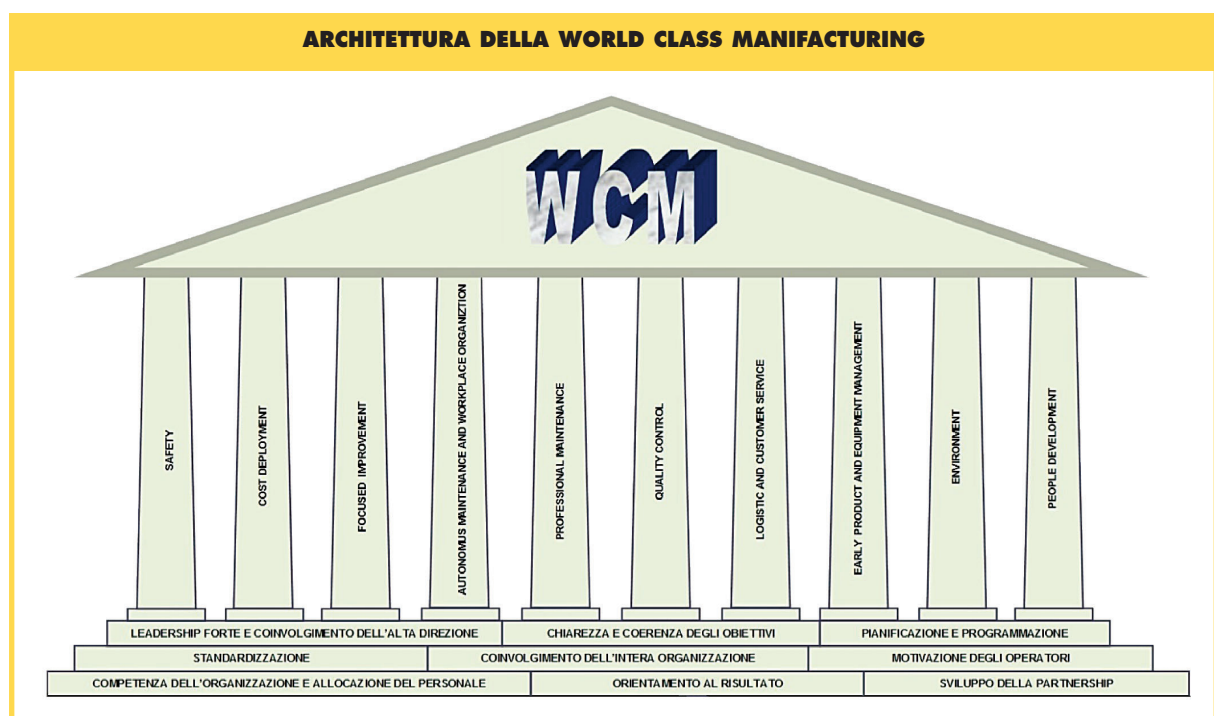 ARCHITETTURA DELLA WORLD CLASS MANIFACTURING
WCM
SAFETY
COST DEPLOYMENT
FOCUSED IMPROVEMENT
AUTONOMUS MAINTENANCE AND WORKPLACE ORGANIZTION
PROFESSIONAL MAINTENANCE
QUALITY CONTROL
LOGISTIC AND CUSTOMER SERVICE
EARLY PRODUCT AND EQUIPMENT MANAGEMENT
ENVIRONMENT
PEOPLE DEVELOPMENT
LEADERSHIP FORTE E COINVOLGIMENTO DELL'ALTA DIREZIONE
CHIAREZZA E COERENZA DEGLI OBIETTIVI
PIANIFICAZIONE E PROGRAMMAZIONE
STANDARDIZZAZIONE
COINVOLGIMENTO DELL'INTERA ORGANIZZAZIONE
MOTIVAZIONE DEGLI OPERATORI
COMPETENZA DELL'ORGANIZZAZIONE E ALLOCAZIONE DEL PERSONALE
ORIENTAMENTO AL RISULTATO
SVILUPPO DELLA PARTNERSHIP